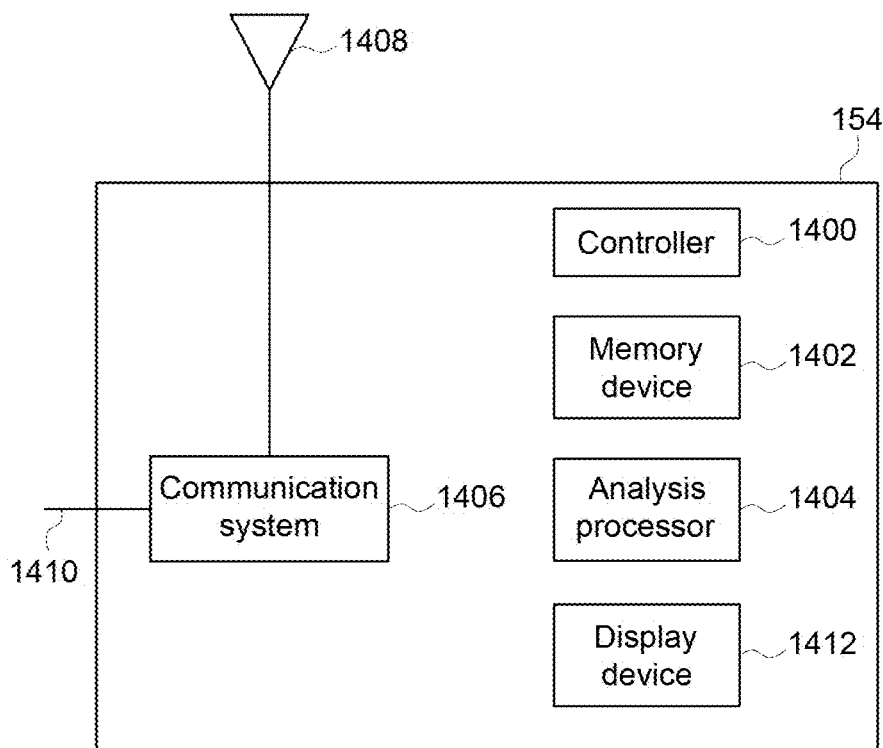 1408
154
Controller
1400
Memory
device
1402
Communication
system
1406
Analysis
processor
1404
1410
Display
device
1412